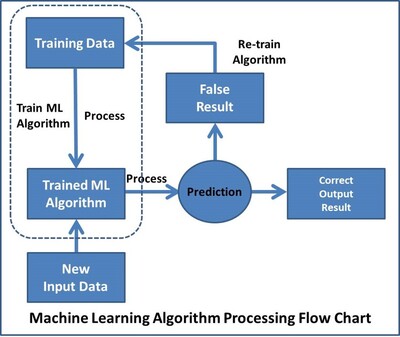 Training Data
Re-train
Algorithm
Train ML
Algorithm
Process
False
Result
Trained ML
Algorithm
Process
Prediction
Correct
Output
Result
New
Input Data
Machine Learning Algorithm Processing Flow Chart